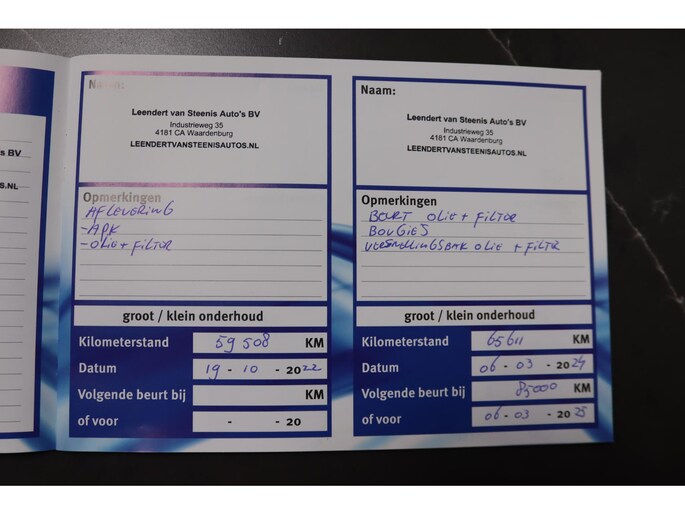 s BV
S.NL
Naam:
Leendert van Steenis Auto's BV
Industrieweg 35
4181 CA Waardenburg
LEENDERTVANSTEENISAUTOS.NL
Opmerkingen
AFLEVERING
-APK
-OLIE + FILTER
groot / klein onderhoud
Kilometerstand 59 508 KM
Datum 19 - 10 - 2022
Volgende beurt bij KM
of voor - - 20
Naam:
Leendert van Steenis Auto's BV
Industrieweg 35
4181 CA Waardenburg
LEENDERTVANSTEENISAUTOS.NL
Opmerkingen
BEURT OLIE + FILTER
BOUGIES
VERSNELLINGSBAK OLIE + FILTR
groot / klein onderhoud
Kilometerstand 65611 KM
Datum 06 - 03 - 2024
Volgende beurt bij 85000 KM
of voor 06 - 03 - 2025